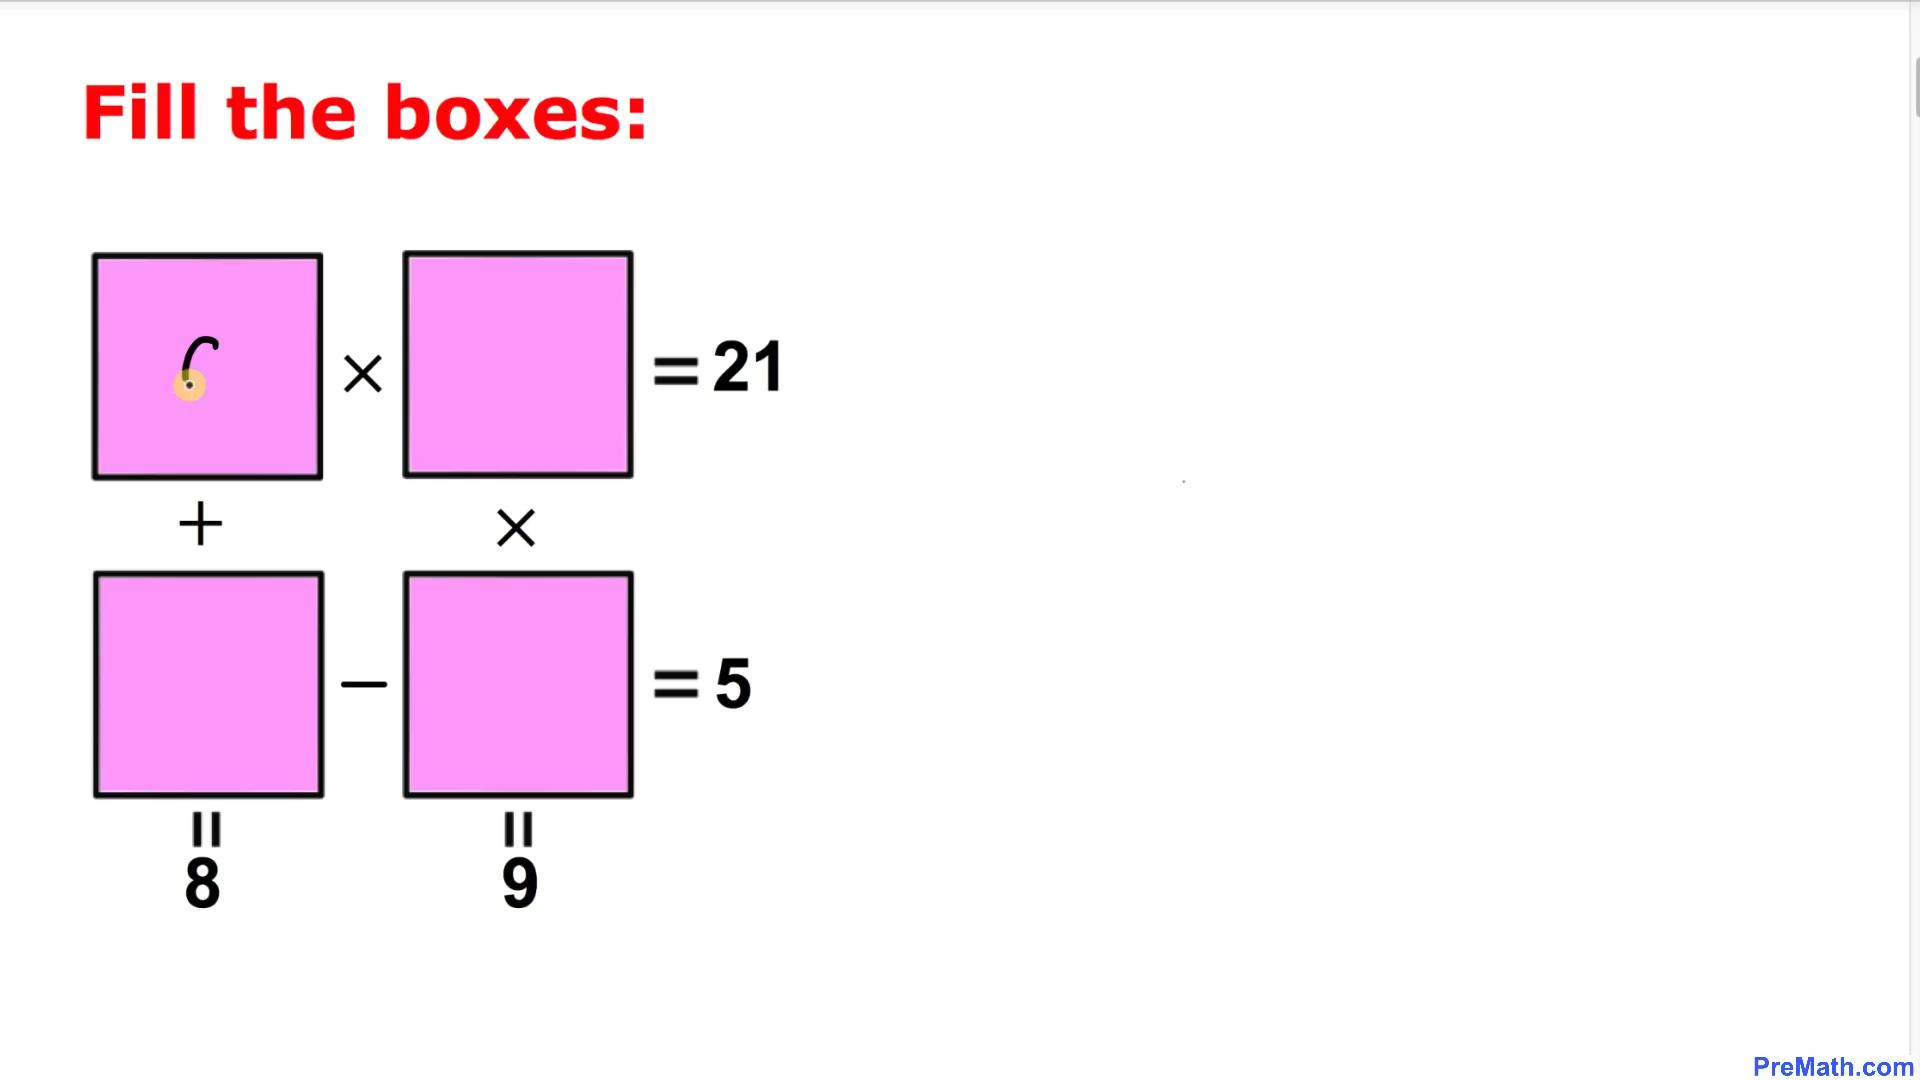 Fill the boxes:
× = 21
+ ×
− = 5
= =
8 9
PreMath.com